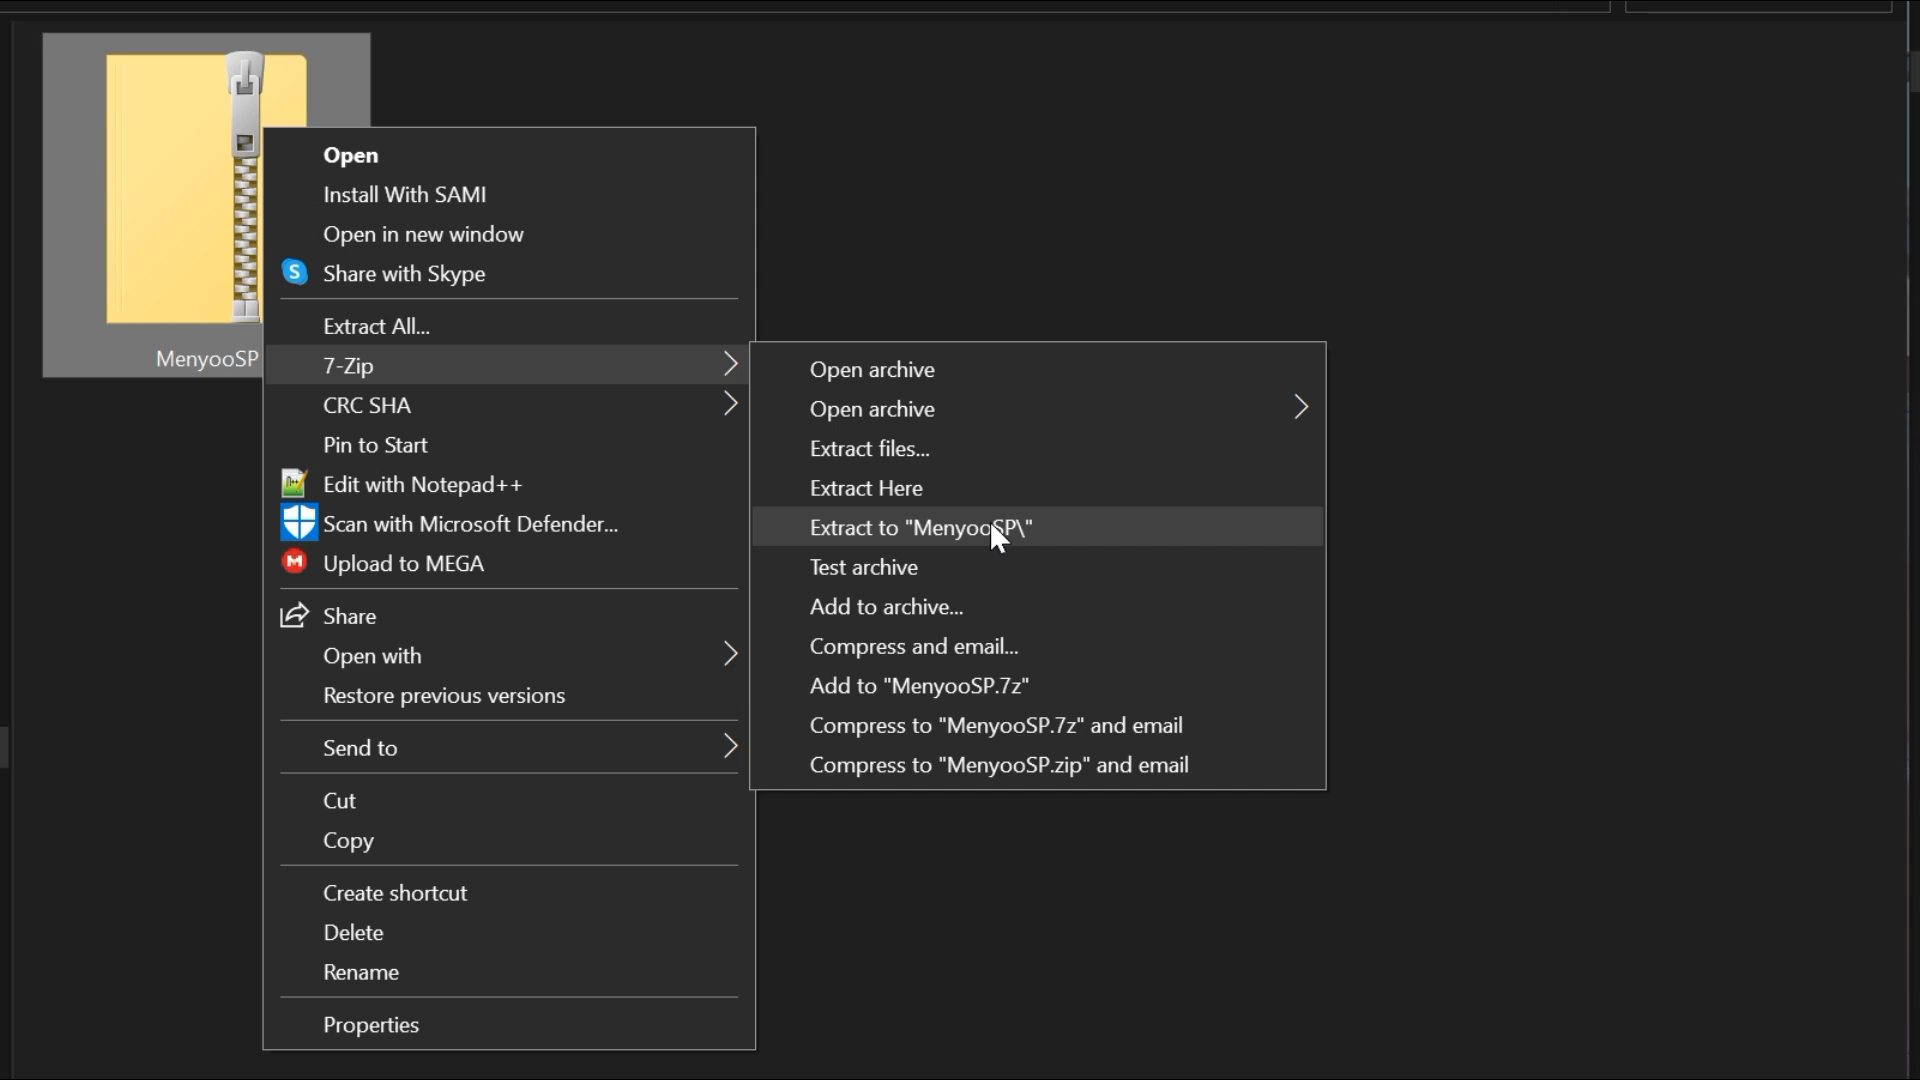 MenyooSP
Open
Install With SAMI
Open in new window
Share with Skype
Extract All...
7-Zip
CRC SHA
Pin to Start
Edit with Notepad++
Scan with Microsoft Defender...
Upload to MEGA
Share
Open with
Restore previous versions
Send to
Cut
Copy
Create shortcut
Delete
Rename
Properties
Open archive
Open archive
Extract files...
Extract Here
Extract to "MenyooSP\"
Test archive
Add to archive...
Compress and email...
Add to "MenyooSP.7z"
Compress to "MenyooSP.7z" and email
Compress to "MenyooSP.zip" and email